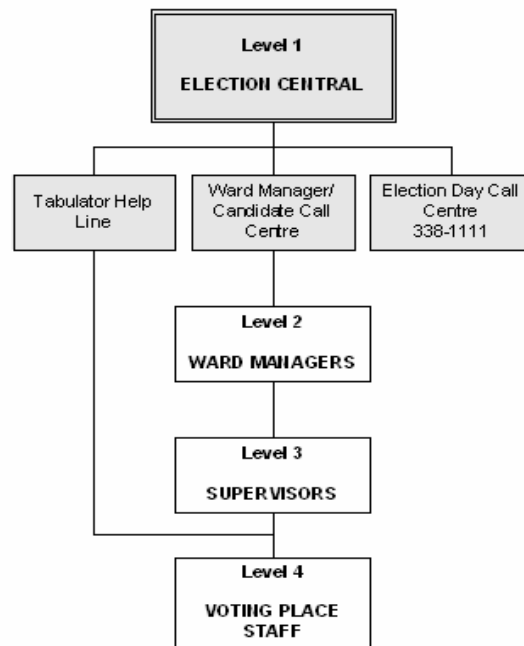 Level 1
ELECTION CENTRAL
Tabulator Help
Line
Ward Manager/
Candidate Call
Centre
Election Day Call
Centre
338-1111
Level 2
WARD MANAGERS
Level 3
SUPERVISORS
Level 4
VOTING PLACE
STAFF